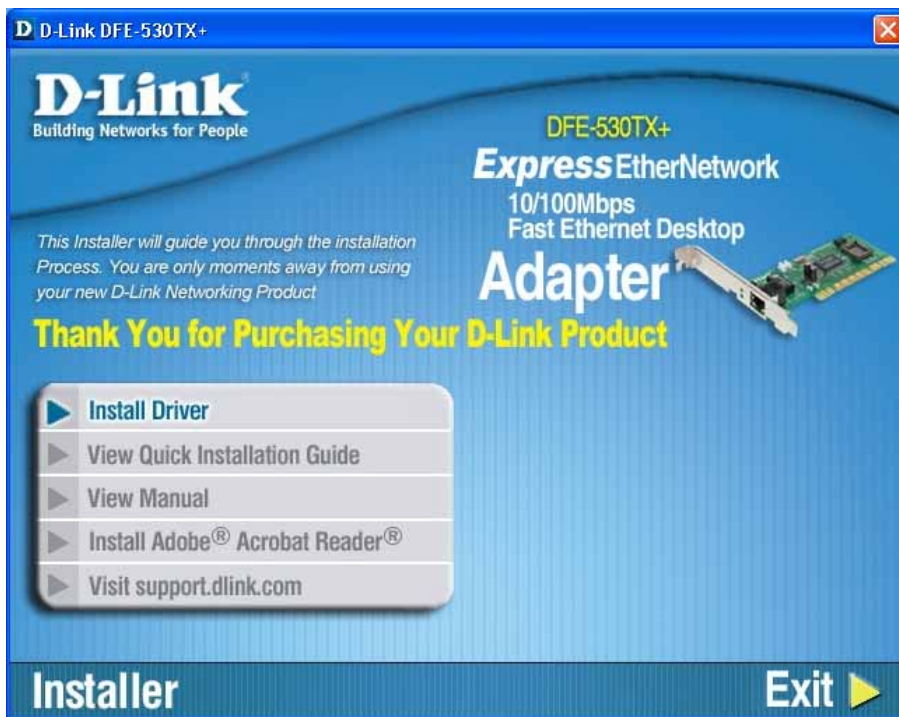 D D-Link DFE-530TX+
D-Link
Building Networks for People
DFE-530TX+
Express EtherNetwork
10/100Mbps
Fast Ethernet Desktop
Adapter
This Installer will guide you through the installation
Process. You are only moments away from using
your new D-Link Networking Product
Thank You for Purchasing Your D-Link Product
Install Driver
View Quick Installation Guide
View Manual
Install Adobe® Acrobat Reader®
Visit support.dlink.com
Installer
Exit